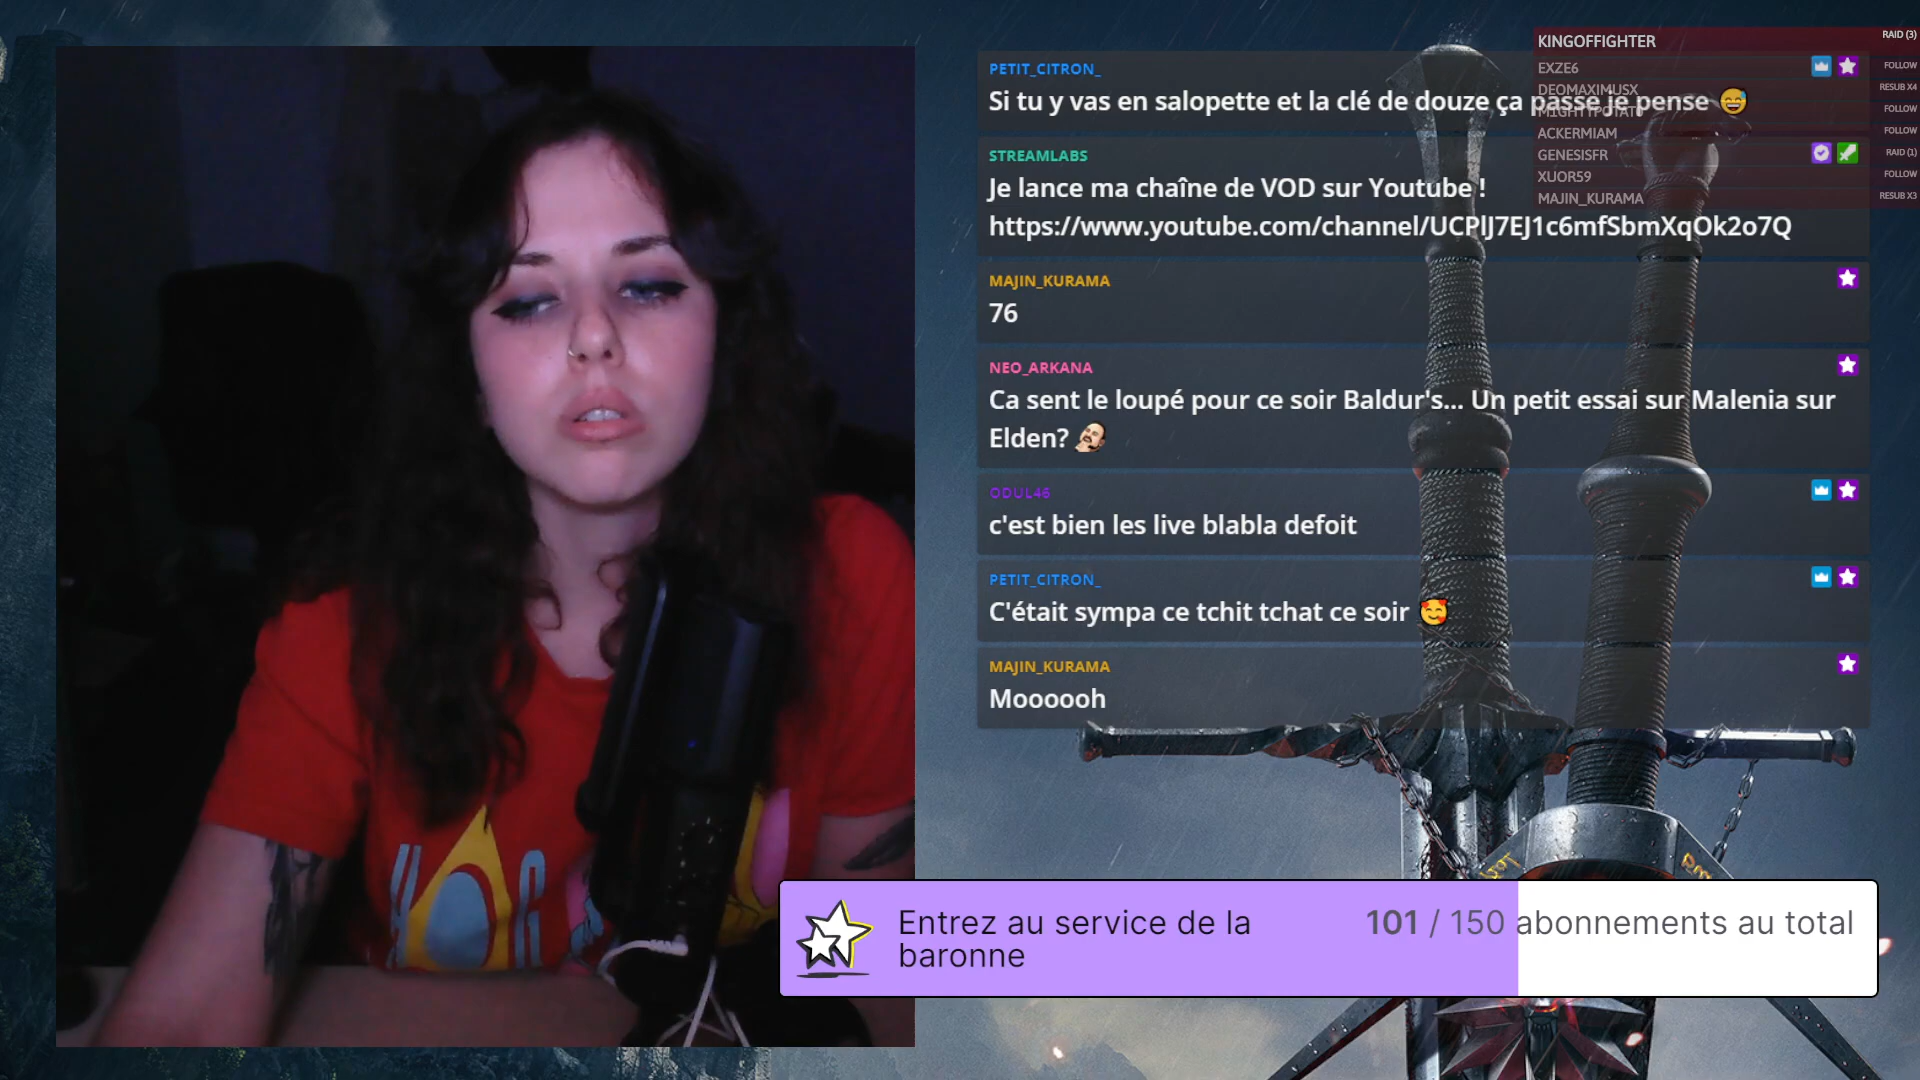 KINGOFFIGHTER RAID (3)
EXZE6 FOLLOW
DEOMAXIMUSX RESUB X4
MIGHTYPOTATO FOLLOW
ACKERMIAM FOLLOW
GENESISFR RAID (1)
XUOR59 FOLLOW
MAJIN_KURAMA RESUB X3
PETIT_CITRON_
Si tu y vas en salopette et la clé de douze ça passe je pense 😅
STREAMLABS
Je lance ma chaîne de VOD sur Youtube !
https://www.youtube.com/channel/UCPlJ7EJ1c6mfSbmXqOk2o7Q
MAJIN_KURAMA
76
NEO_ARKANA
Ca sent le loupé pour ce soir Baldur's... Un petit essai sur Malenia sur
Elden?
ODUL46
c'est bien les live blabla defoit
PETIT_CITRON_
C'était sympa ce tchit tchat ce soir 🥰
MAJIN_KURAMA
Moooooh
Entrez au service de la
baronne
101 / 150 abonnements au total